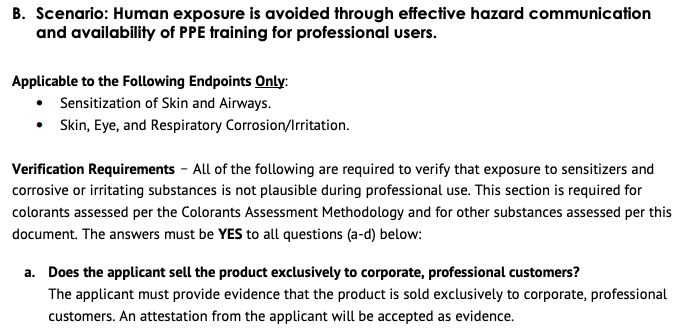 B. Scenario: Human exposure is avoided through effective hazard communication
and availability of PPE training for professional users.
Applicable to the Following Endpoints Only:
• Sensitization of Skin and Airways.
• Skin, Eye, and Respiratory Corrosion/Irritation.
Verification Requirements – All of the following are required to verify that exposure to sensitizers and
corrosive or irritating substances is not plausible during professional use. This section is required for
colorants assessed per the Colorants Assessment Methodology and for other substances assessed per this
document. The answers must be YES to all questions (a-d) below:
a. Does the applicant sell the product exclusively to corporate, professional customers?
The applicant must provide evidence that the product is sold exclusively to corporate, professional
customers. An attestation from the applicant will be accepted as evidence.